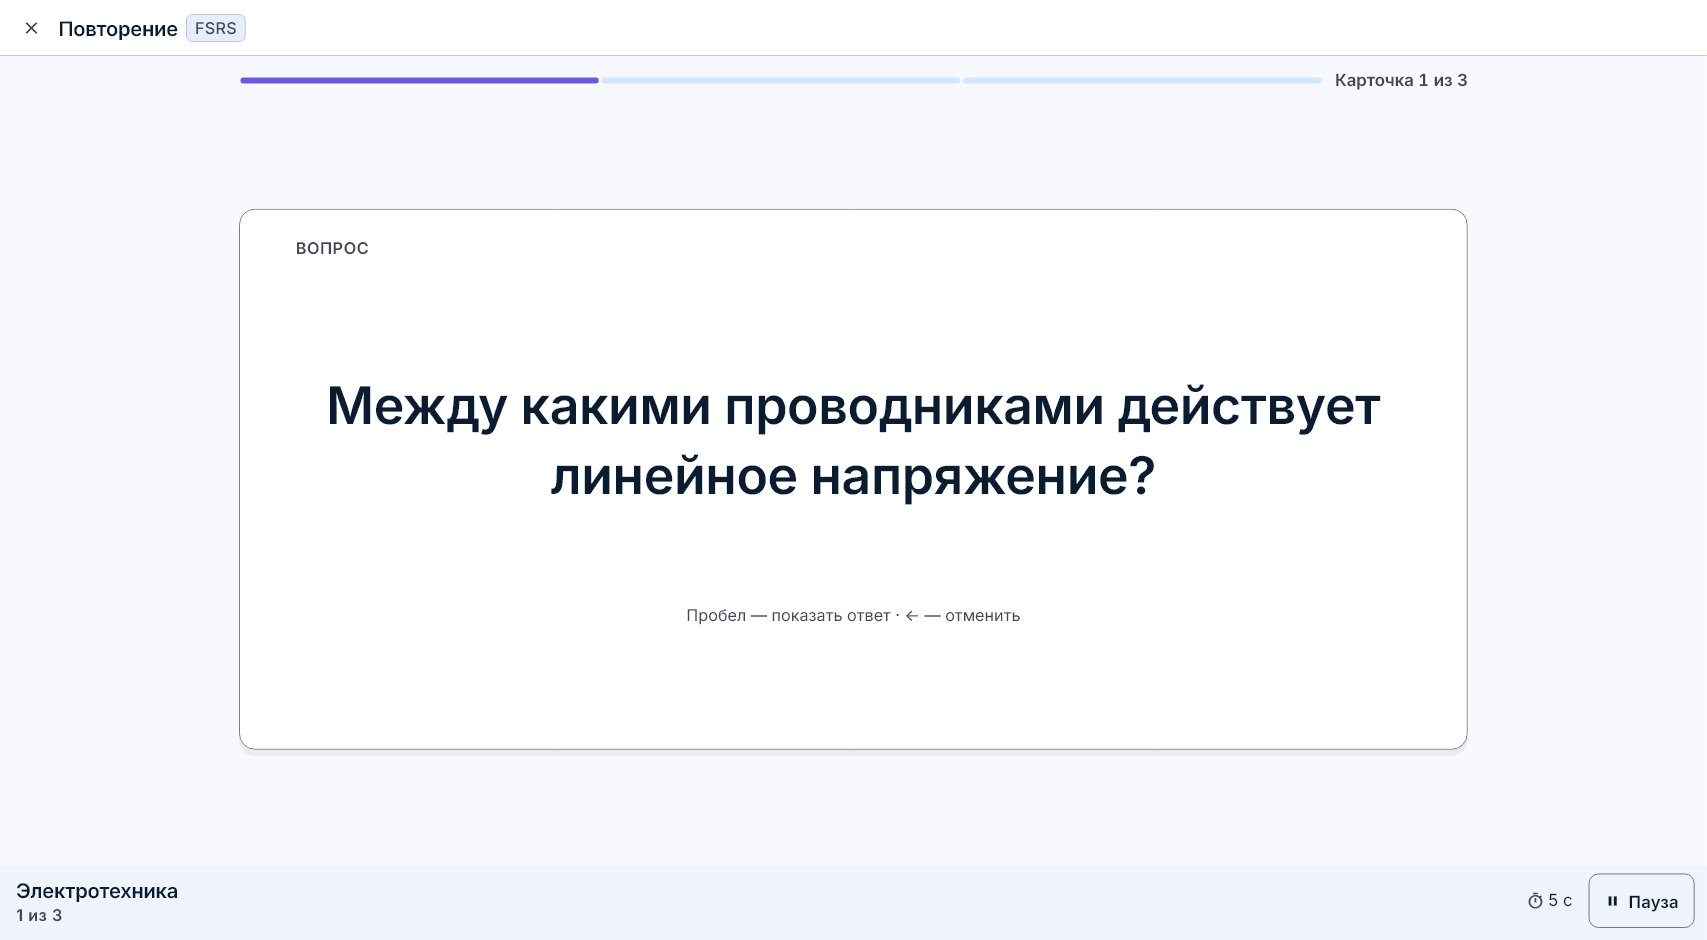 Повторение FSRS
Карточка 1 из 3
ВОПРОС
Между какими проводниками действует
линейное напряжение?
Пробел — показать ответ · ← — отменить
Электротехника
1 из 3
5 с
Пауза